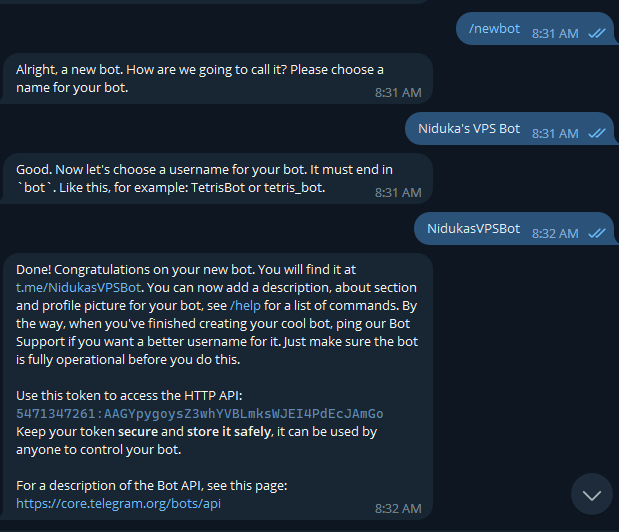 /newbot 8:31 AM
Alright, a new bot. How are we going to call it? Please choose a
name for your bot.
8:31 AM
Niduka's VPS Bot 8:31 AM
Good. Now let's choose a username for your bot. It must end in
`bot`. Like this, for example: TetrisBot or tetris_bot.
8:31 AM
NidukasVPSBot 8:32 AM
Done! Congratulations on your new bot. You will find it at
t.me/NidukasVPSBot. You can now add a description, about section
and profile picture for your bot, see /help for a list of commands. By
the way, when you've finished creating your cool bot, ping our Bot
Support if you want a better username for it. Just make sure the bot
is fully operational before you do this.
Use this token to access the HTTP API:
5471347261:AAGYpygoysZ3whYVBLmksWJEI4PdEcJAmGo
Keep your token secure and store it safely, it can be used by
anyone to control your bot.
For a description of the Bot API, see this page:
https://core.telegram.org/bots/api
8:32 AM